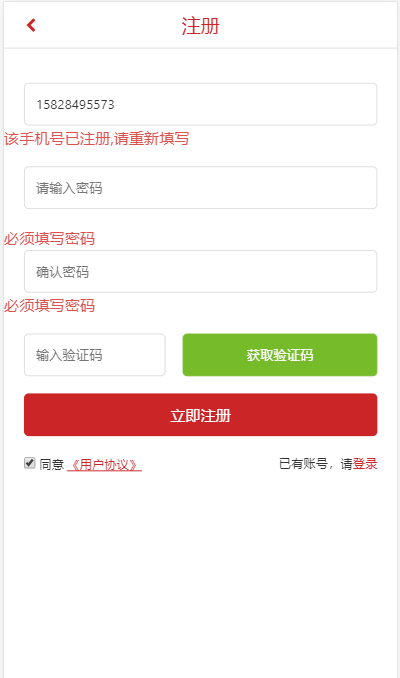 注册
15828495573
该手机号已注册,请重新填写
请输入密码
必须填写密码
确认密码
必须填写密码
输入验证码 获取验证码
立即注册
同意 《用户协议》 已有账号，请登录